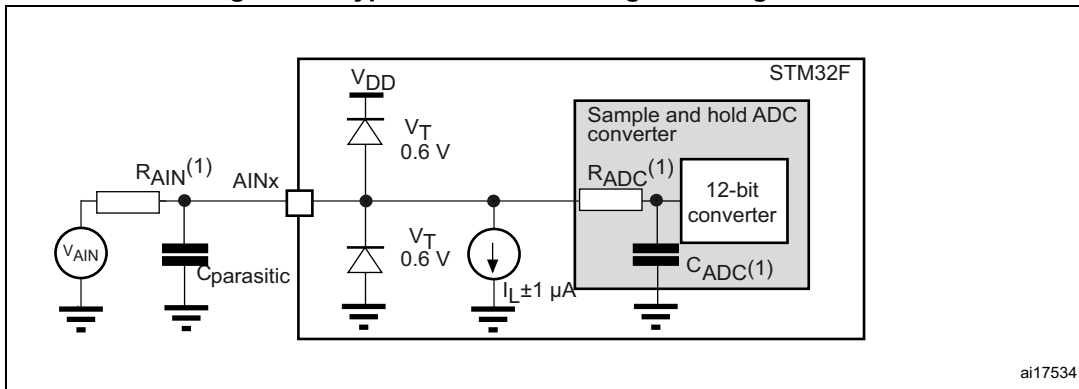 STM32F
VDD
Sample and hold ADC
converter
VT
0.6 V
RAIN(1)
AINx
RADC(1)
12-bit
converter
VAIN
Cparasitic
VT
0.6 V
IL±1 µA
CADC(1)
ai17534